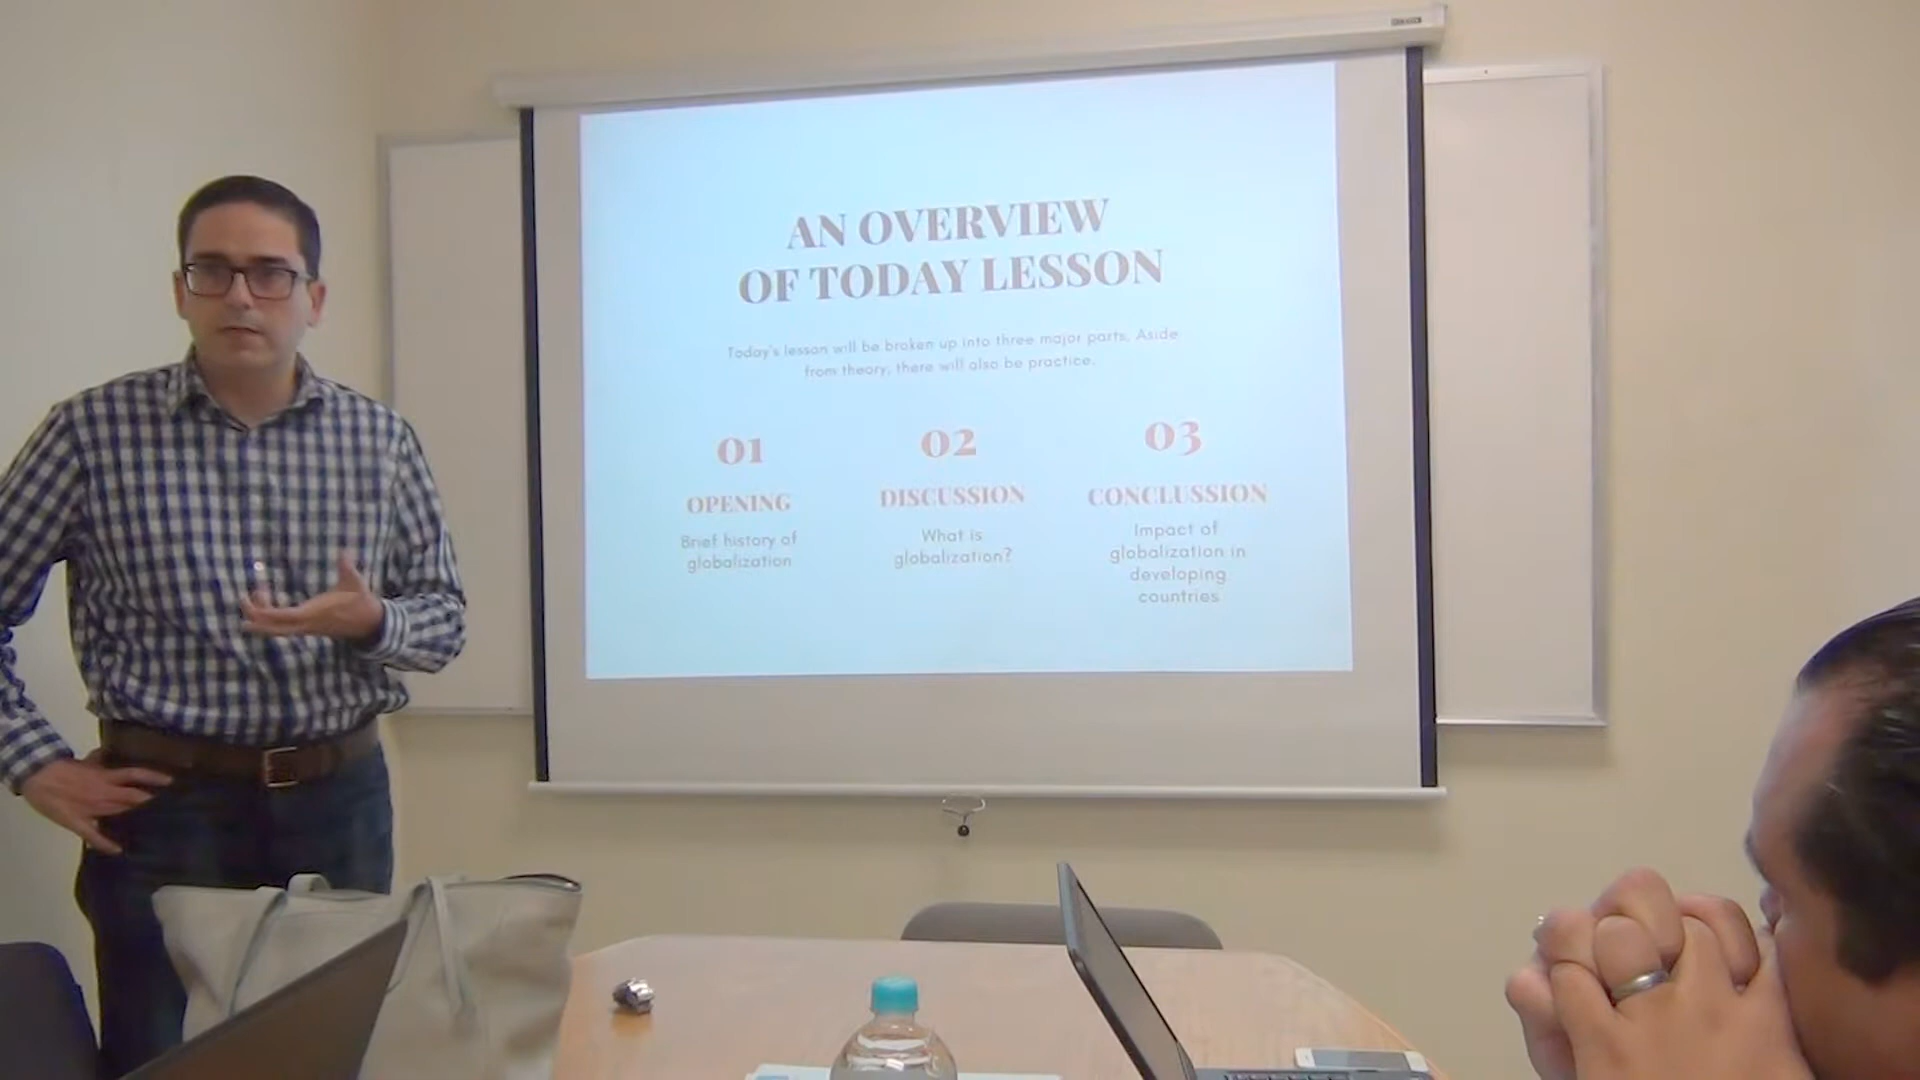 AN OVERVIEW
OF TODAY LESSON
Today's lesson will be broken up into three major parts. Aside
from theory, there will also be practice.
01
OPENING
Brief history of
globalization
02
DISCUSSION
What is
globalization?
03
CONCLUSSION
Impact of
globalization in
developing
countries